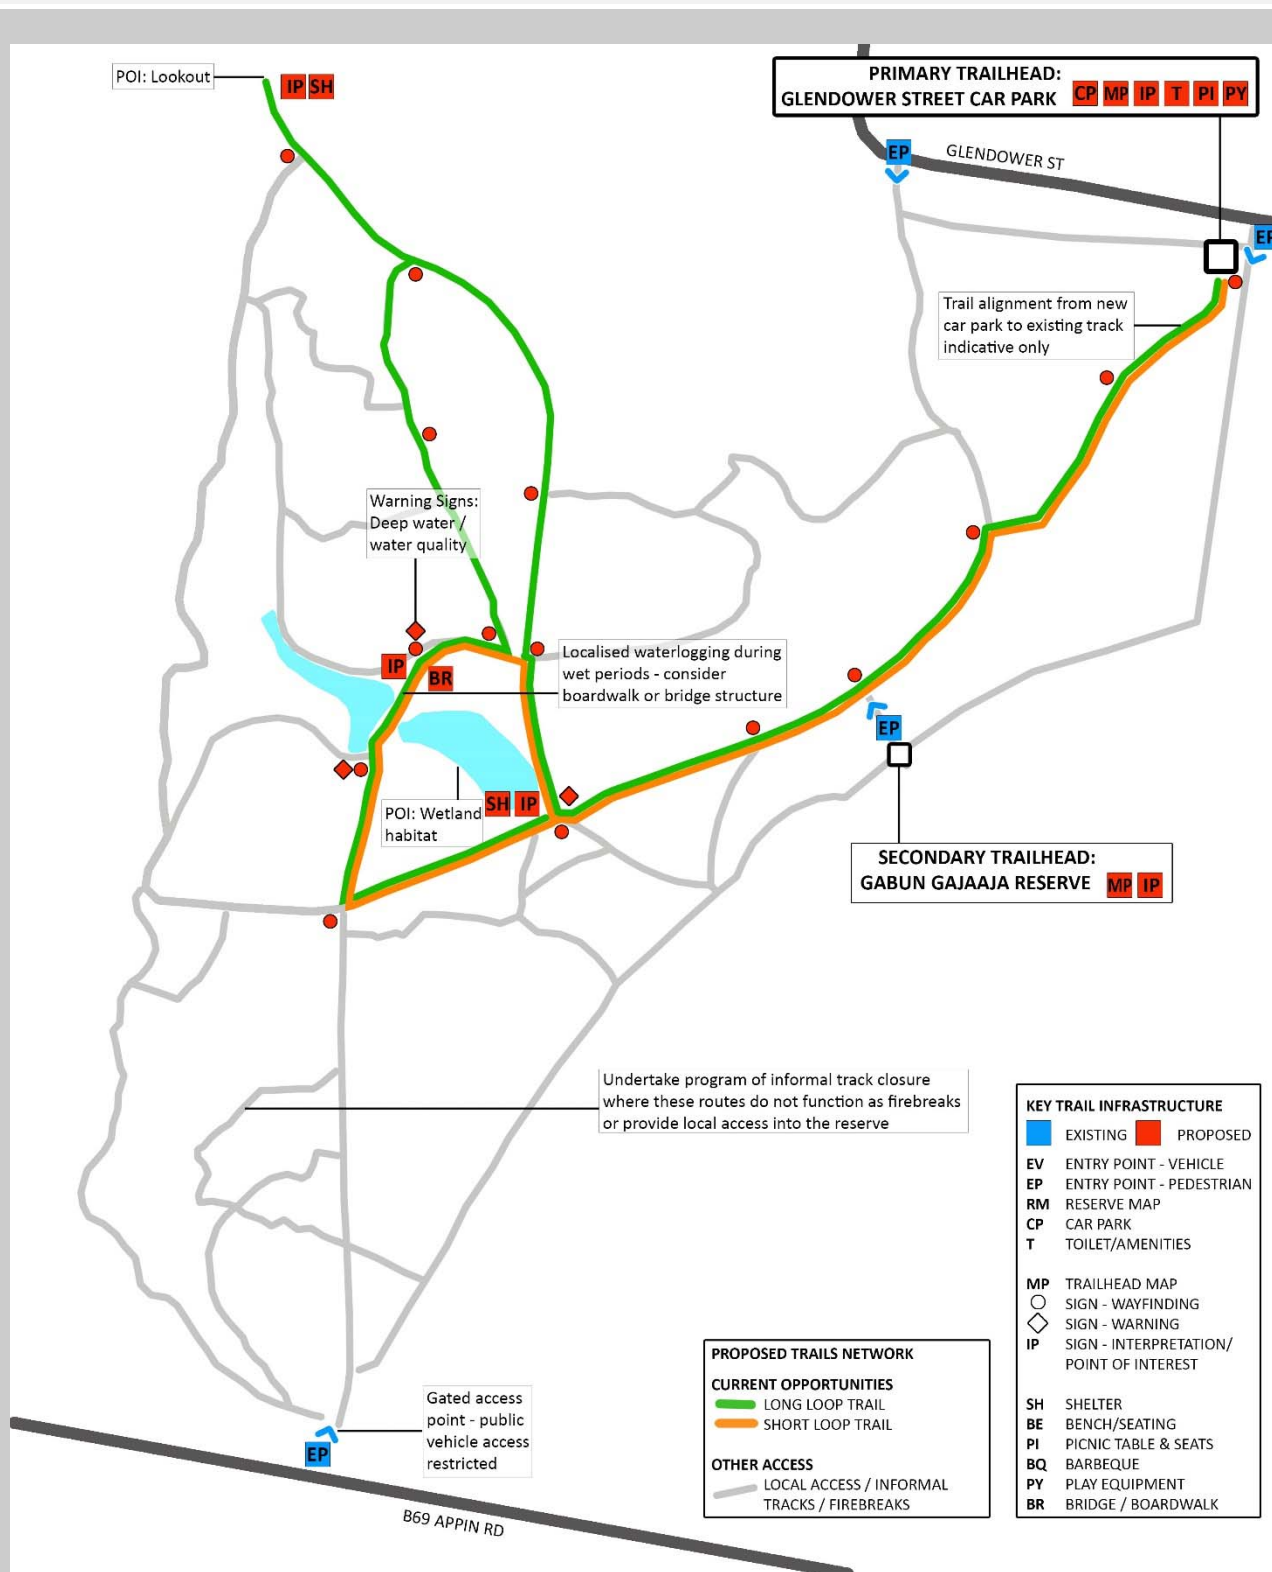 POI: Lookout
IP SH
PRIMARY TRAILHEAD:
GLENDOWER STREET CAR PARK CP MP IP T PI PY
EP
GLENDOWER ST
EP
Trail alignment from new
car park to existing track
indicative only
Warning Signs:
Deep water /
water quality
IP
BR
Localised waterlogging during
wet periods - consider
boardwalk or bridge structure
EP
POI: Wetland
habitat
SH IP
SECONDARY TRAILHEAD:
GABUN GAJAAJA RESERVE MP IP
Undertake program of informal track closure
where these routes do not function as firebreaks
or provide local access into the reserve
Gated access
point - public
vehicle access
restricted
EP
B69 APPIN RD
PROPOSED TRAILS NETWORK
CURRENT OPPORTUNITIES
LONG LOOP TRAIL
SHORT LOOP TRAIL
OTHER ACCESS
LOCAL ACCESS / INFORMAL
TRACKS / FIREBREAKS
KEY TRAIL INFRASTRUCTURE
EXISTING PROPOSED
EV ENTRY POINT - VEHICLE
EP ENTRY POINT - PEDESTRIAN
RM RESERVE MAP
CP CAR PARK
T TOILET/AMENITIES
MP TRAILHEAD MAP
SIGN - WAYFINDING
SIGN - WARNING
IP SIGN - INTERPRETATION/
POINT OF INTEREST
SH SHELTER
BE BENCH/SEATING
PI PICNIC TABLE & SEATS
BQ BARBEQUE
PY PLAY EQUIPMENT
BR BRIDGE / BOARDWALK